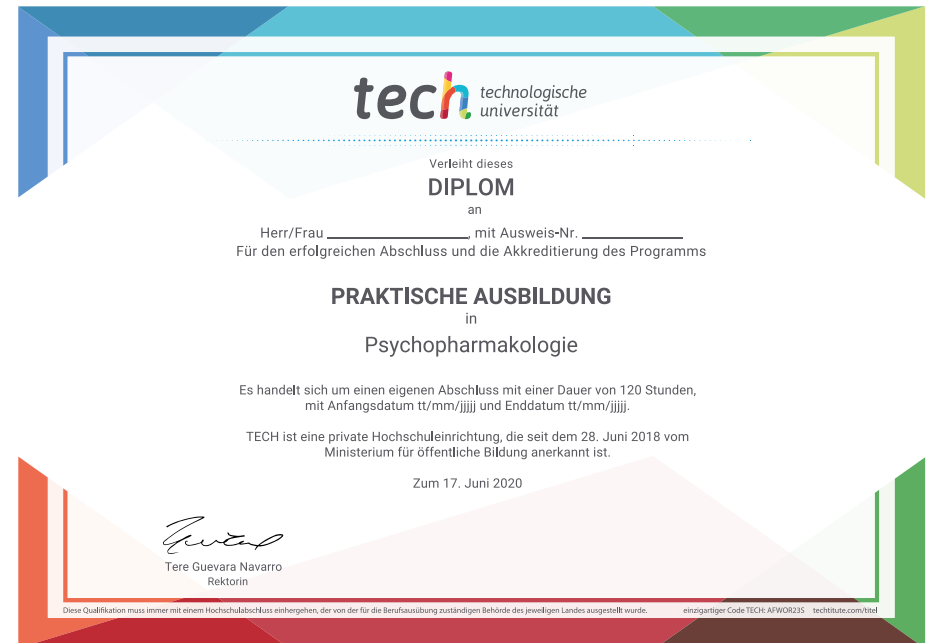 tech technologische
universität
Verleiht dieses
DIPLOM
an
Herr/Frau ____________________, mit Ausweis-Nr. ______________
Für den erfolgreichen Abschluss und die Akkreditierung des Programms
PRAKTISCHE AUSBILDUNG
in
Psychopharmakologie
Es handelt sich um einen eigenen Abschluss mit einer Dauer von 120 Stunden,
mit Anfangsdatum tt/mm/jjjjj und Enddatum tt/mm/jjjjj.
TECH ist eine private Hochschuleinrichtung, die seit dem 28. Juni 2018 vom
Ministerium für öffentliche Bildung anerkannt ist.
Zum 17. Juni 2020
Tere Guevara Navarro
Rektorin
Diese Qualifikation muss immer mit einem Hochschulabschluss einhergehen, der von der für die Berufsausübung zuständigen Behörde des jeweiligen Landes ausgestellt wurde. einzigartiger Code TECH: AFWOR23S techtitute.com/titel